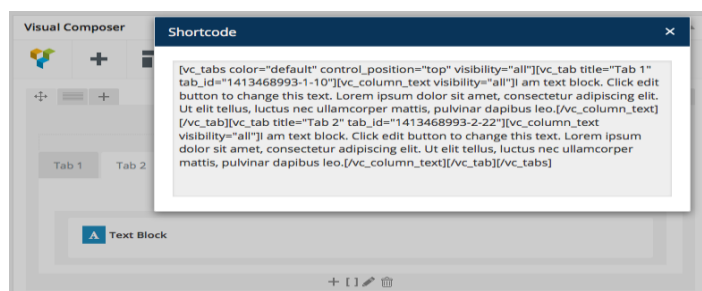 Visual Composer
Shortcode
[vc_tabs color="default" control_position="top" visibility="all"][vc_tab title="Tab 1"
tab_id="1413468993-1-10"][vc_column_text visibility="all"]I am text block. Click edit
button to change this text. Lorem ipsum dolor sit amet, consectetur adipiscing elit.
Ut elit tellus, luctus nec ullamcorper mattis, pulvinar dapibus leo.[/vc_column_text]
[/vc_tab][vc_tab title="Tab 2" tab_id="1413468993-2-22"][vc_column_text
visibility="all"]I am text block. Click edit button to change this text. Lorem ipsum
dolor sit amet, consectetur adipiscing elit. Ut elit tellus, luctus nec ullamcorper
mattis, pulvinar dapibus leo.[/vc_column_text][/vc_tab][/vc_tabs]
Tab 1 Tab 2
A Text Block